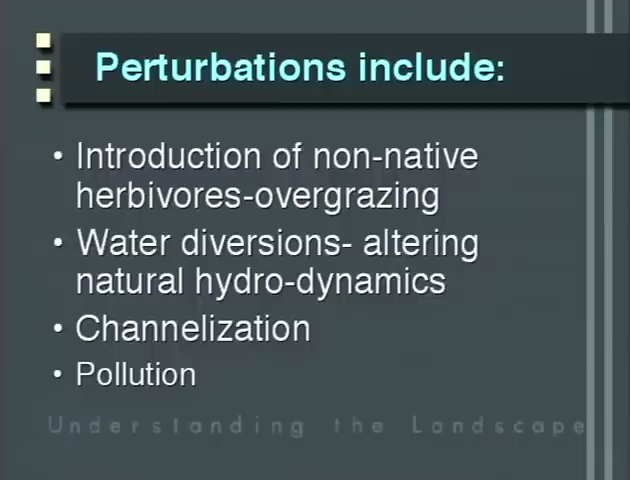 Perturbations include:
• Introduction of non-native
herbivores-overgrazing
• Water diversions- altering
natural hydro-dynamics
• Channelization
• Pollution
Understanding the Landscape